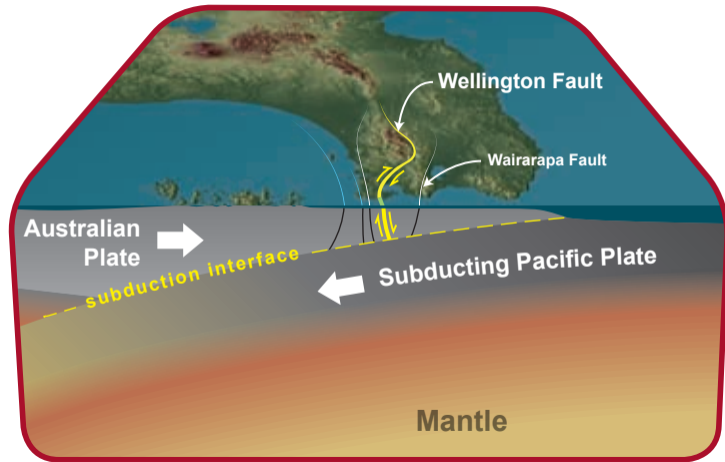 Wellington Fault
Wairarapa Fault
Australian
Plate
subduction interface
Subducting Pacific Plate
Mantle